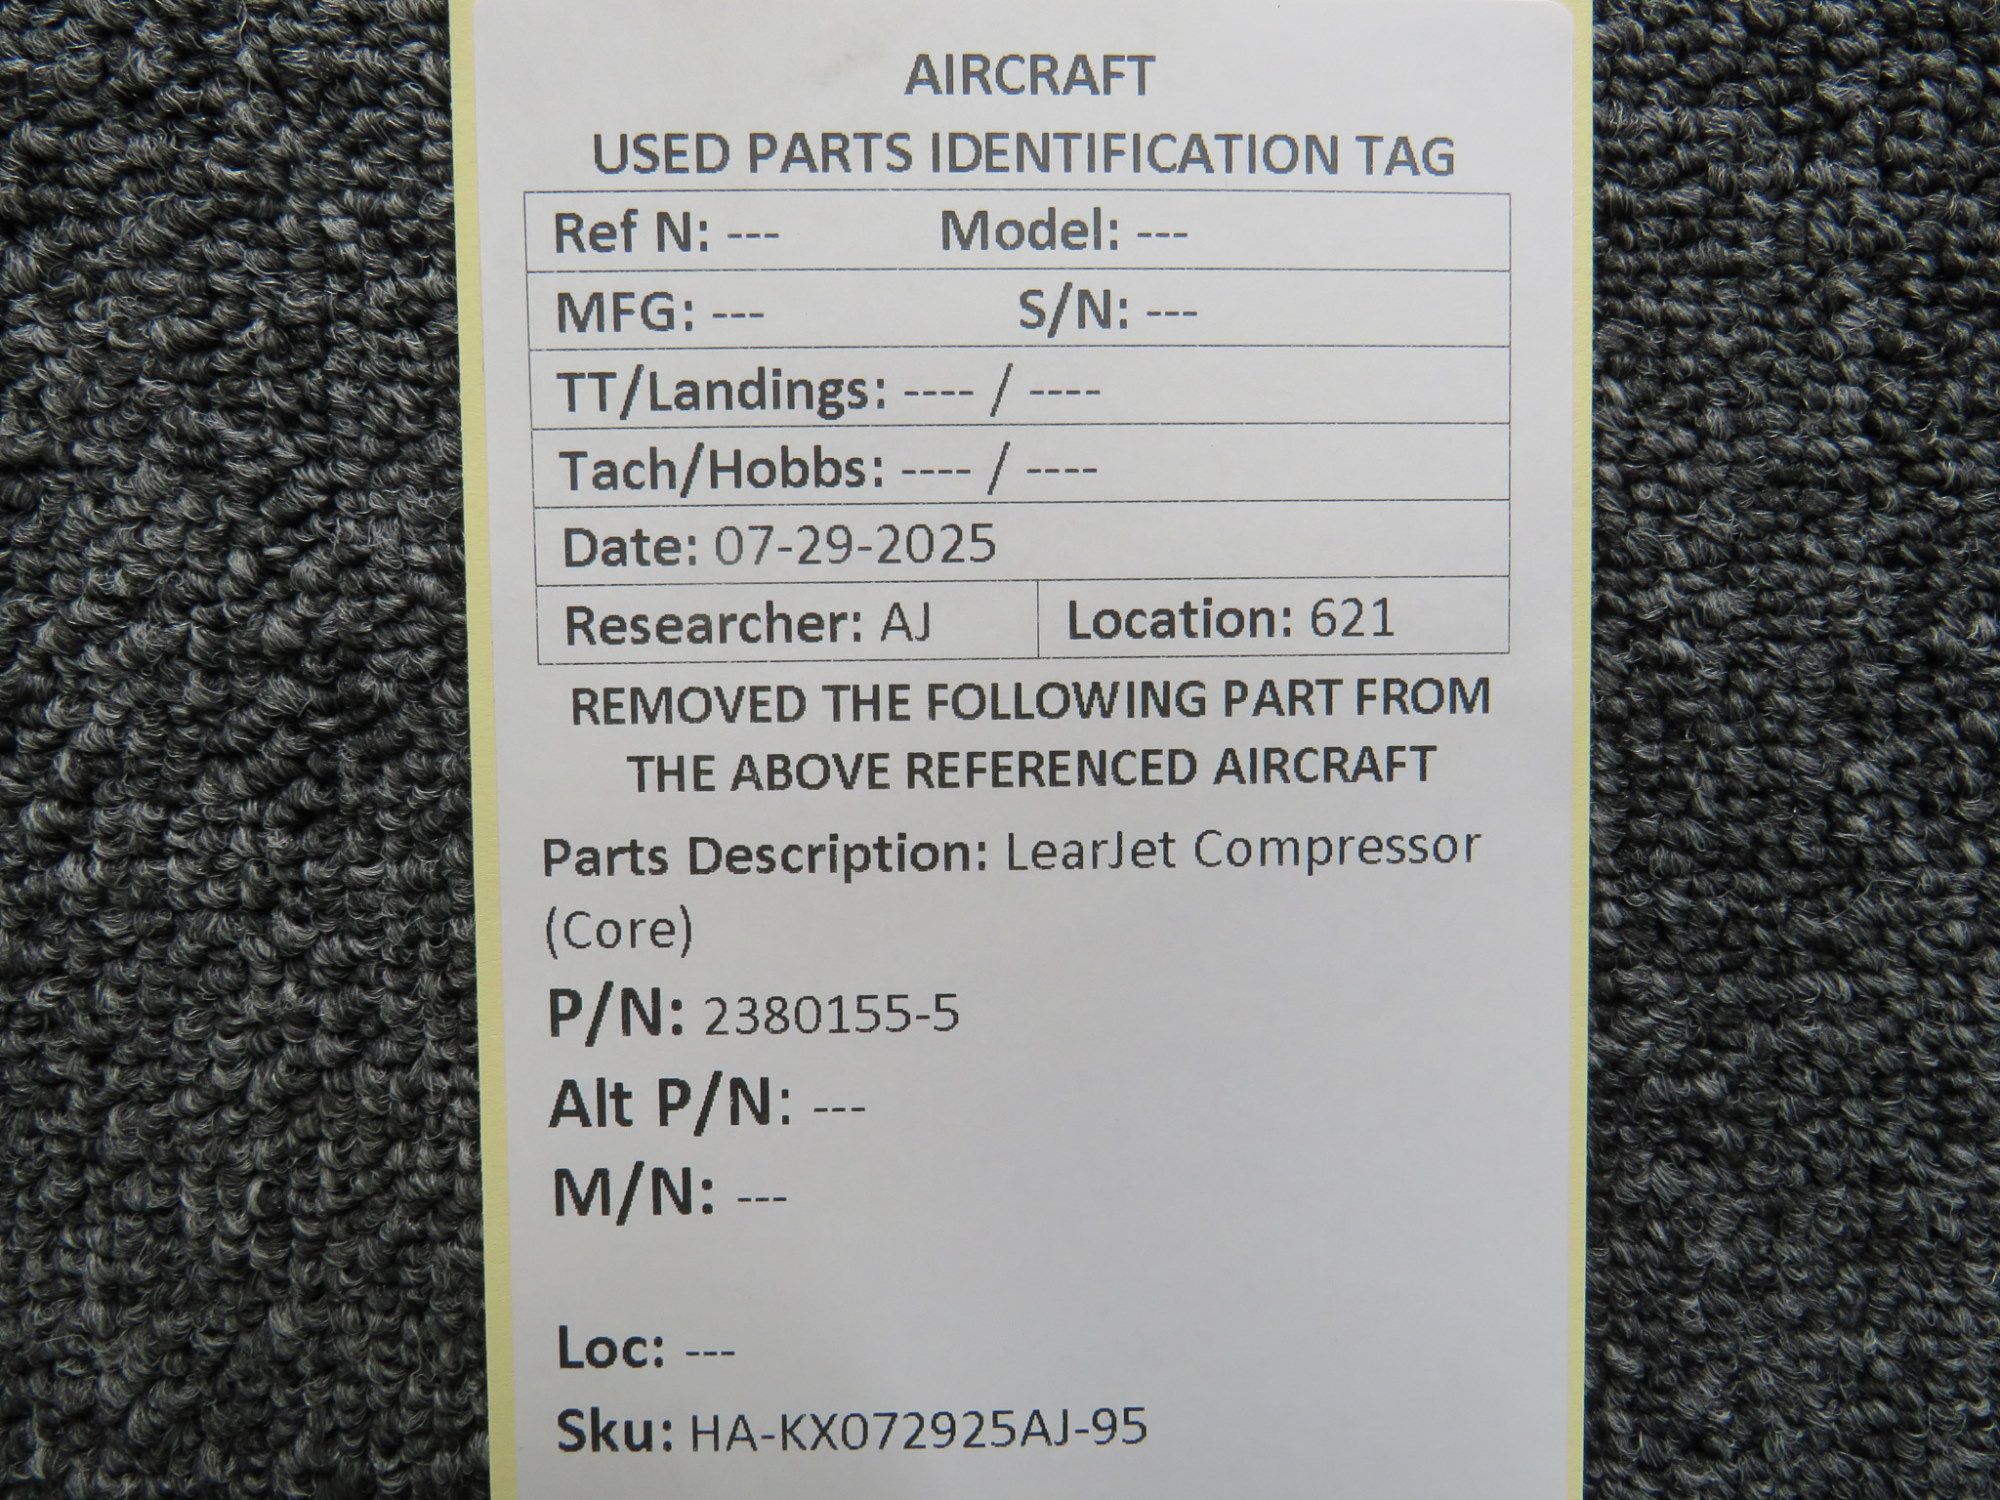 AIRCRAFT
USED PARTS IDENTIFICATION TAG
Ref N: --- Model: ---
MFG: --- S/N: ---
TT/Landings: ---- / ----
Tach/Hobbs: ---- / ----
Date: 07-29-2025
Researcher: AJ Location: 621
REMOVED THE FOLLOWING PART FROM
THE ABOVE REFERENCED AIRCRAFT
Parts Description: LearJet Compressor
(Core)
P/N: 2380155-5
Alt P/N: ---
M/N: ---
Loc: ---
Sku: HA-KX072925AJ-95